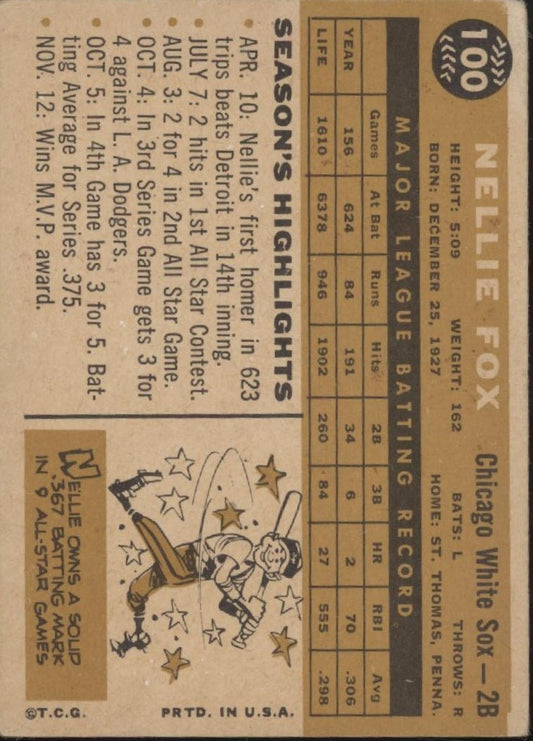 100
NELLIE FOX Chicago White Sox — 2B
HEIGHT: 5:09 WEIGHT: 162 BATS: L THROWS: R
BORN: DECEMBER 25, 1927 HOME: ST. THOMAS, PENNA.
MAJOR LEAGUE BATTING RECORD
Games At Bat Runs Hits 2B 3B HR RBI Avg
YEAR 156 624 84 191 34 6 2 70 .306
LIFE 1610 6378 946 1902 260 84 27 555 .298
SEASON'S HIGHLIGHTS
• APR. 10: Nellie's first homer in 623
trips beats Detroit in 14th inning.
• JULY 7: 2 hits in 1st All Star Contest.
AUG. 3: 2 for 4 in 2nd All Star Game.
• OCT. 4: In 3rd Series Game gets 3 for
4 against L. A. Dodgers.
• OCT. 5: In 4th Game has 3 for 5. Bat-
ting Average for Series .375.
• NOV. 12: Wins M.V.P. award.
NELLIE OWNS A SOLID
.367 BATTING MARK
IN 9 ALL-STAR GAMES
©T.C.G. PRTD. IN U.S.A.